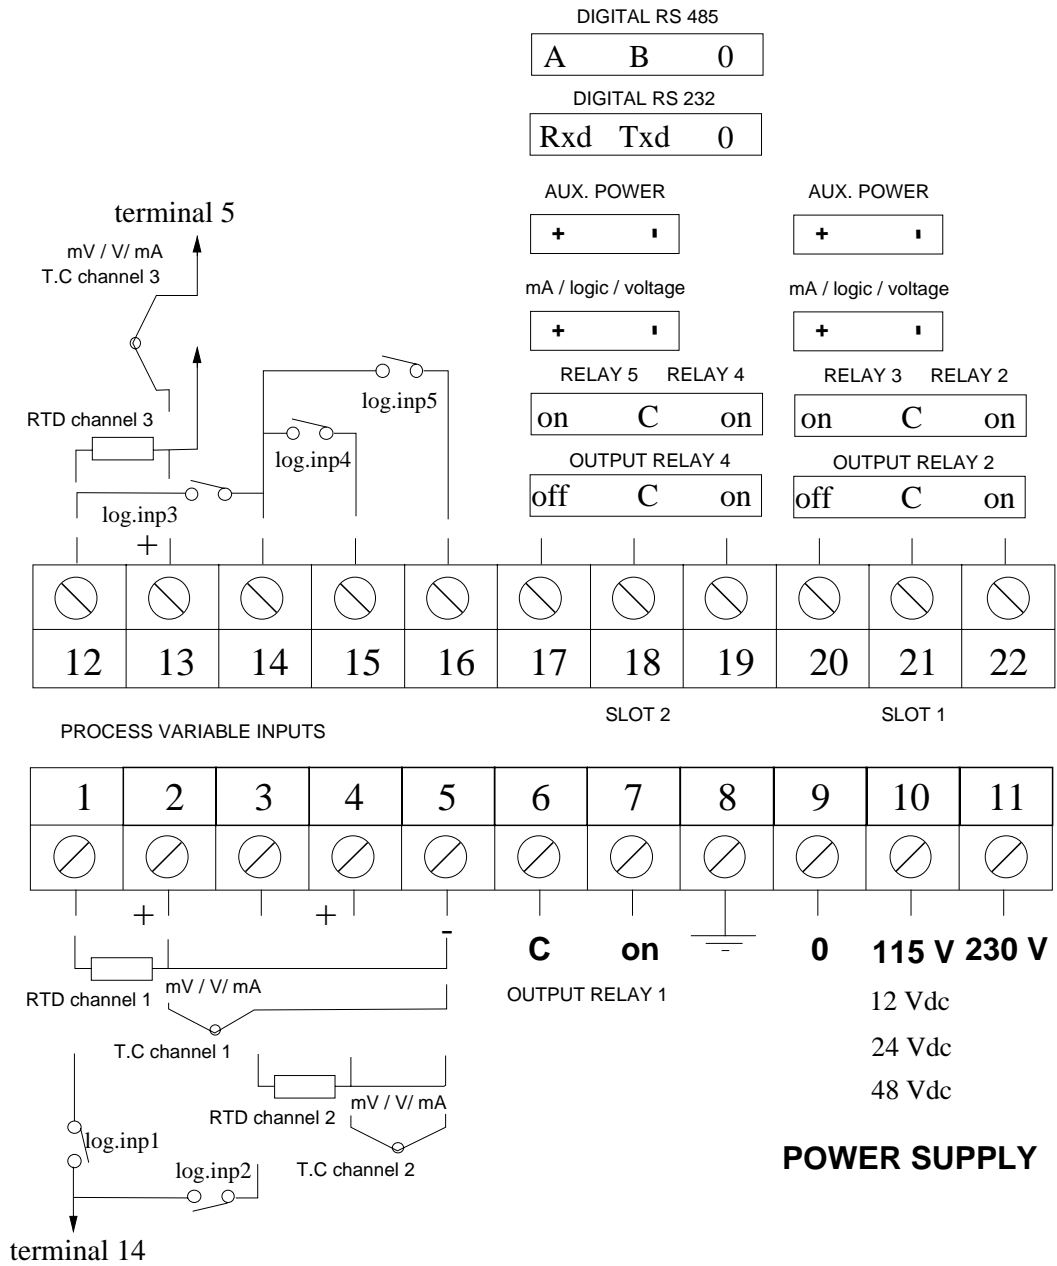 DIGITAL RS 485
A B 0
DIGITAL RS 232
Rxd Txd 0
AUX. POWER AUX. POWER
+ - + -
mA / logic / voltage mA / logic / voltage
+ - + -
RELAY 5 RELAY 4 RELAY 3 RELAY 2
on C on on C on
OUTPUT RELAY 4 OUTPUT RELAY 2
off C on off C on
terminal 5
mV / V/ mA
T.C channel 3
RTD channel 3
log.inp5
log.inp4
log.inp3
+
12 13 14 15 16 17 18 19 20 21 22
SLOT 2 SLOT 1
PROCESS VARIABLE INPUTS
1 2 3 4 5 6 7 8 9 10 11
+ + -
C on 0 115 V 230 V
OUTPUT RELAY 1
12 Vdc
24 Vdc
48 Vdc
POWER SUPPLY
RTD channel 1
mV / V/ mA
T.C channel 1
RTD channel 2
mV / V/ mA
T.C channel 2
log.inp1
log.inp2
terminal 14